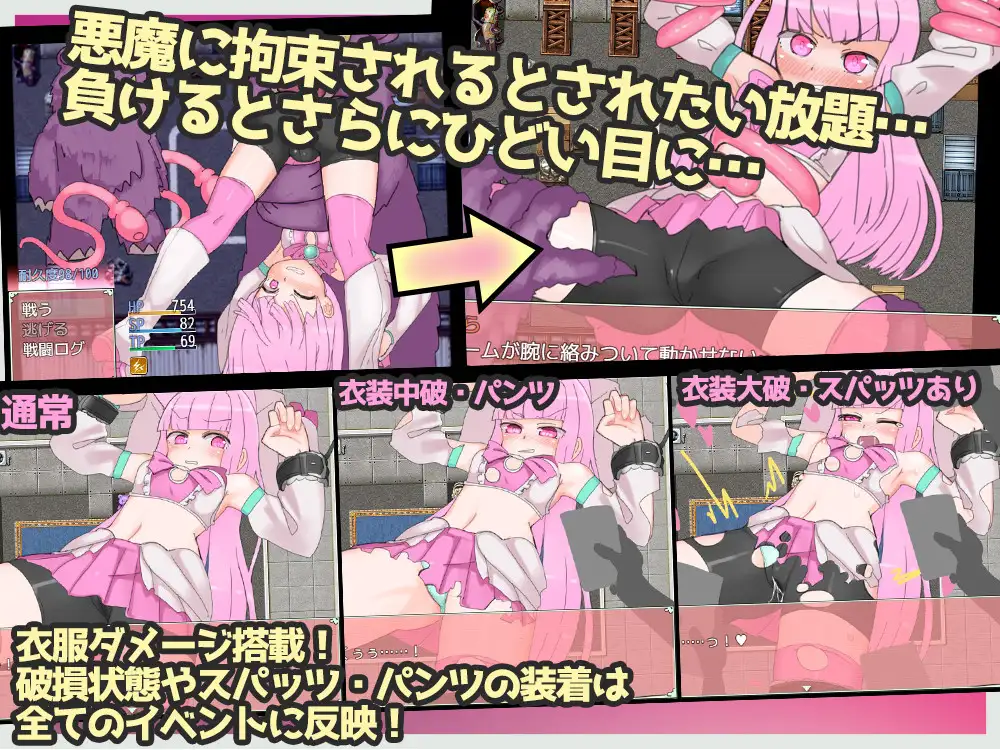 悪魔に拘束されるとされたい放題…
負けるとさらにひどい目に…
耐久度98/100
戦う
逃げる
戦闘ログ
HP 754
SP 82
TP 69
ームが腕に絡みついて動かせない
通常
衣装中破・パンツ
衣装大破・スパッツあり
ぅぅ……！
……っ！♥
衣服ダメージ搭載！
破損状態やスパッツ・パンツの装着は
全てのイベントに反映！